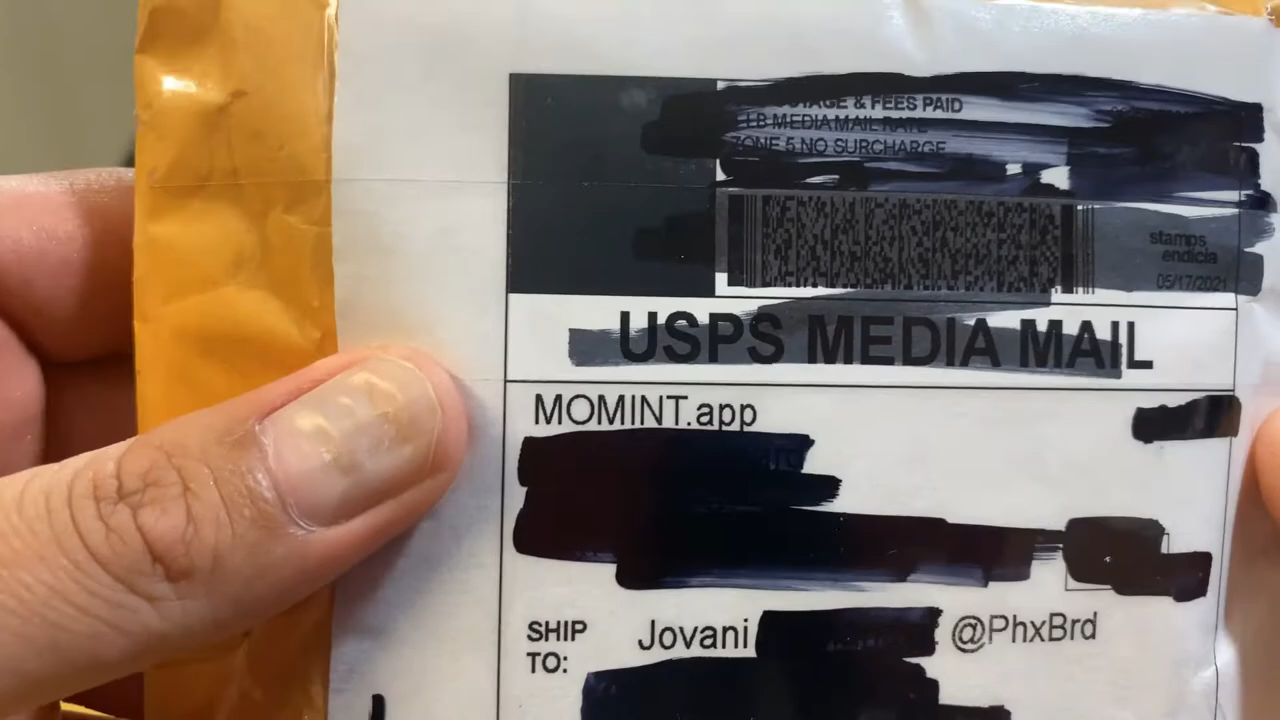 POSTAGE & FEES PAID
LB MEDIA MAIL RATE
ZONE 5 NO SURCHARGE
stamps
endicia
05/17/2021
USPS MEDIA MAIL
MOMINT.app
SHIP TO: Jovani @PhxBrd